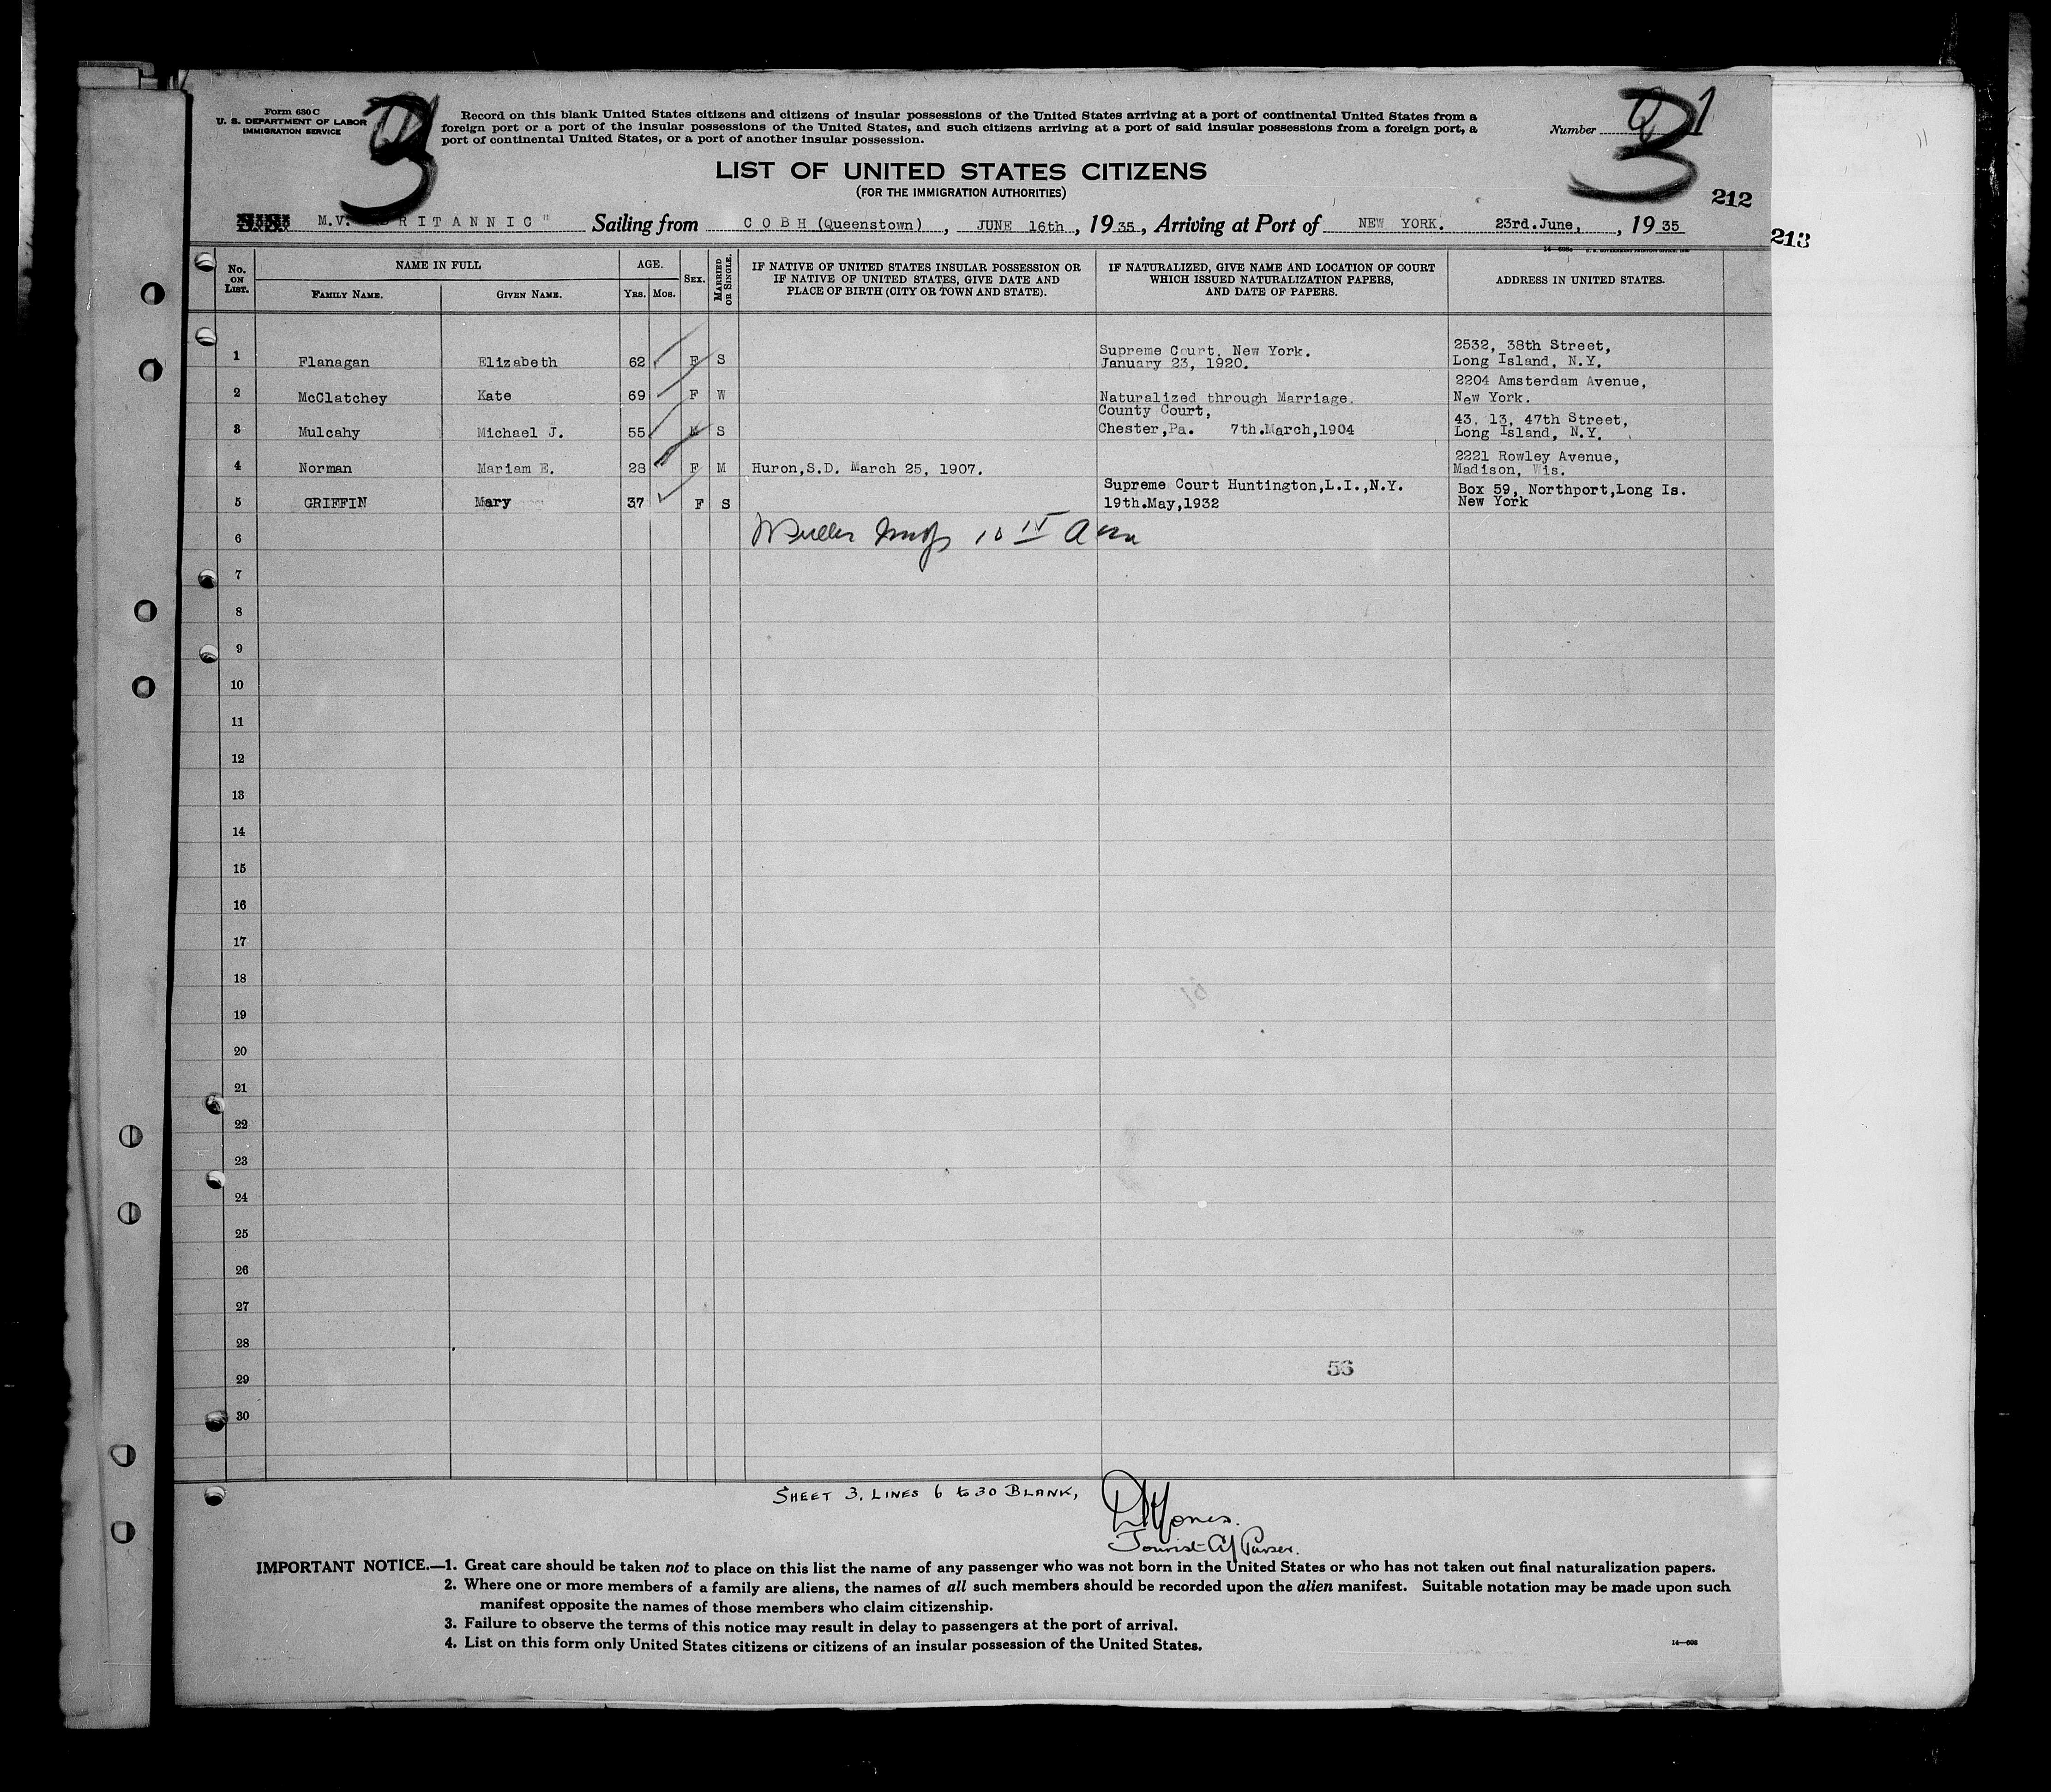 Form 630 C
U. S. DEPARTMENT OF LABOR
IMMIGRATION SERVICE
3
Record on this blank United States citizens and citizens of insular possessions of the United States arriving at a port of continental United States from a
foreign port or a port of the insular possessions of the United States, and such citizens arriving at a port of said insular possessions from a foreign port, a
port of continental United States, or a port of another insular possession.
Number 3 1
LIST OF UNITED STATES CITIZENS
(FOR THE IMMIGRATION AUTHORITIES)
212
213
M.V. BRITANNIC" Sailing from COBH (Queenstown), JUNE 16th, 1935, Arriving at Port of NEW YORK. 23rd.June, , 1935
No. ON LIST. NAME IN FULL AGE. SEX. MARRIED OR SINGLE. IF NATIVE OF UNITED STATES INSULAR POSSESSION OR IF NATIVE OF UNITED STATES, GIVE DATE AND PLACE OF BIRTH (CITY OR TOWN AND STATE). IF NATURALIZED, GIVE NAME AND LOCATION OF COURT WHICH ISSUED NATURALIZATION PAPERS, AND DATE OF PAPERS. ADDRESS IN UNITED STATES.
FAMILY NAME. GIVEN NAME. YRS. MOS.
1 Flanagan Elizabeth 62 F S Supreme Court, New York. January 23, 1920. 2532, 38th Street, Long Island, N.Y.
2 McClatchey Kate 69 F W Naturalized through Marriage. 2204 Amsterdam Avenue, New York.
3 Mulcahy Michael J. 55 M S County Court, Chester,Pa. 7th.March,1904 43, 13, 47th Street, Long Island, N.Y.
4 Norman Mariam E. 28 F M Huron,S.D. March 25, 1907. 2221 Rowley Avenue, Madison, Wis.
5 GRIFFIN Mary 37 F S Supreme Court Huntington,L.I.,N.Y. 19th.May,1932 Box 59, Northport,Long Is. New York
6
7
8
9
10
11
12
13
14
15
16
17
18
19
20
21
22
23
24
25
26
27
28
29
30
56
SHEET 3. LINES 6 to 30 BLANK,
Jones.
Tourist Purser.
IMPORTANT NOTICE.—1. Great care should be taken not to place on this list the name of any passenger who was not born in the United States or who has not taken out final naturalization papers.
2. Where one or more members of a family are aliens, the names of all such members should be recorded upon the alien manifest. Suitable notation may be made upon such
manifest opposite the names of those members who claim citizenship.
3. Failure to observe the terms of this notice may result in delay to passengers at the port of arrival.
4. List on this form only United States citizens or citizens of an insular possession of the United States.
14—608